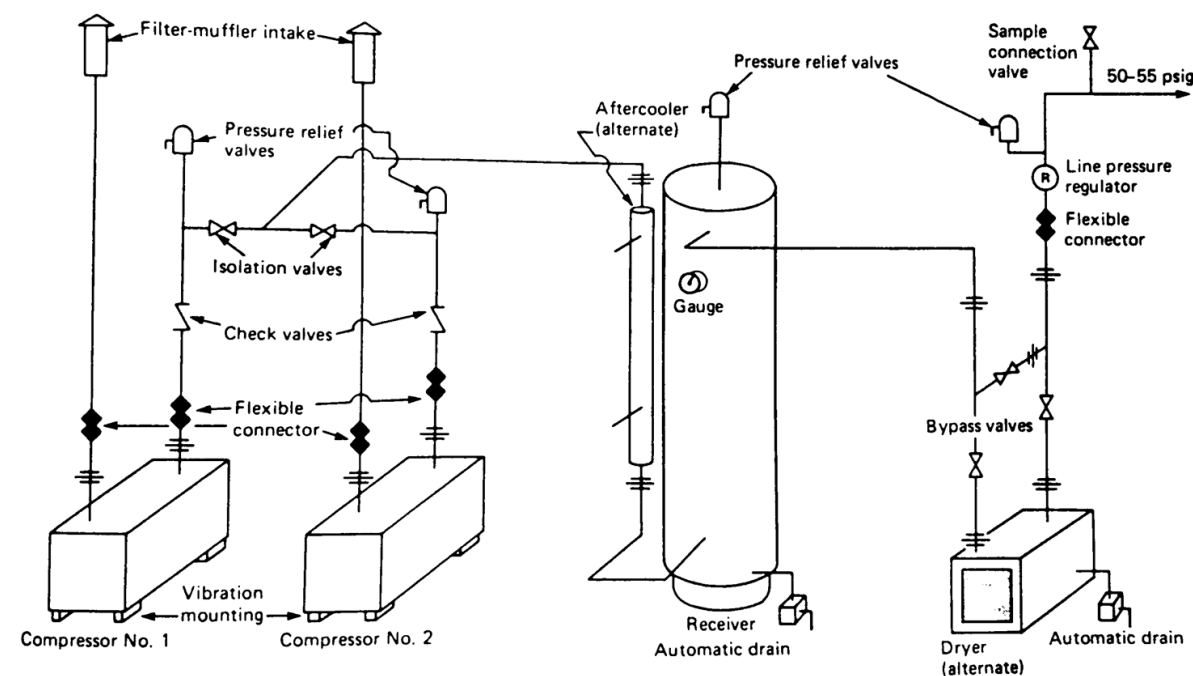 Filter-muffler intake
Sample
connection
valve
50–55 psig
Pressure relief valves
Aftercooler
(alternate)
Pressure relief
valves
Line pressure
regulator
R
Flexible
connector
Isolation valves
Gauge
Check valves
Flexible
connector
Bypass valves
Vibration
mounting
Compressor No. 1
Compressor No. 2
Receiver
Automatic drain
Dryer
(alternate)
Automatic drain